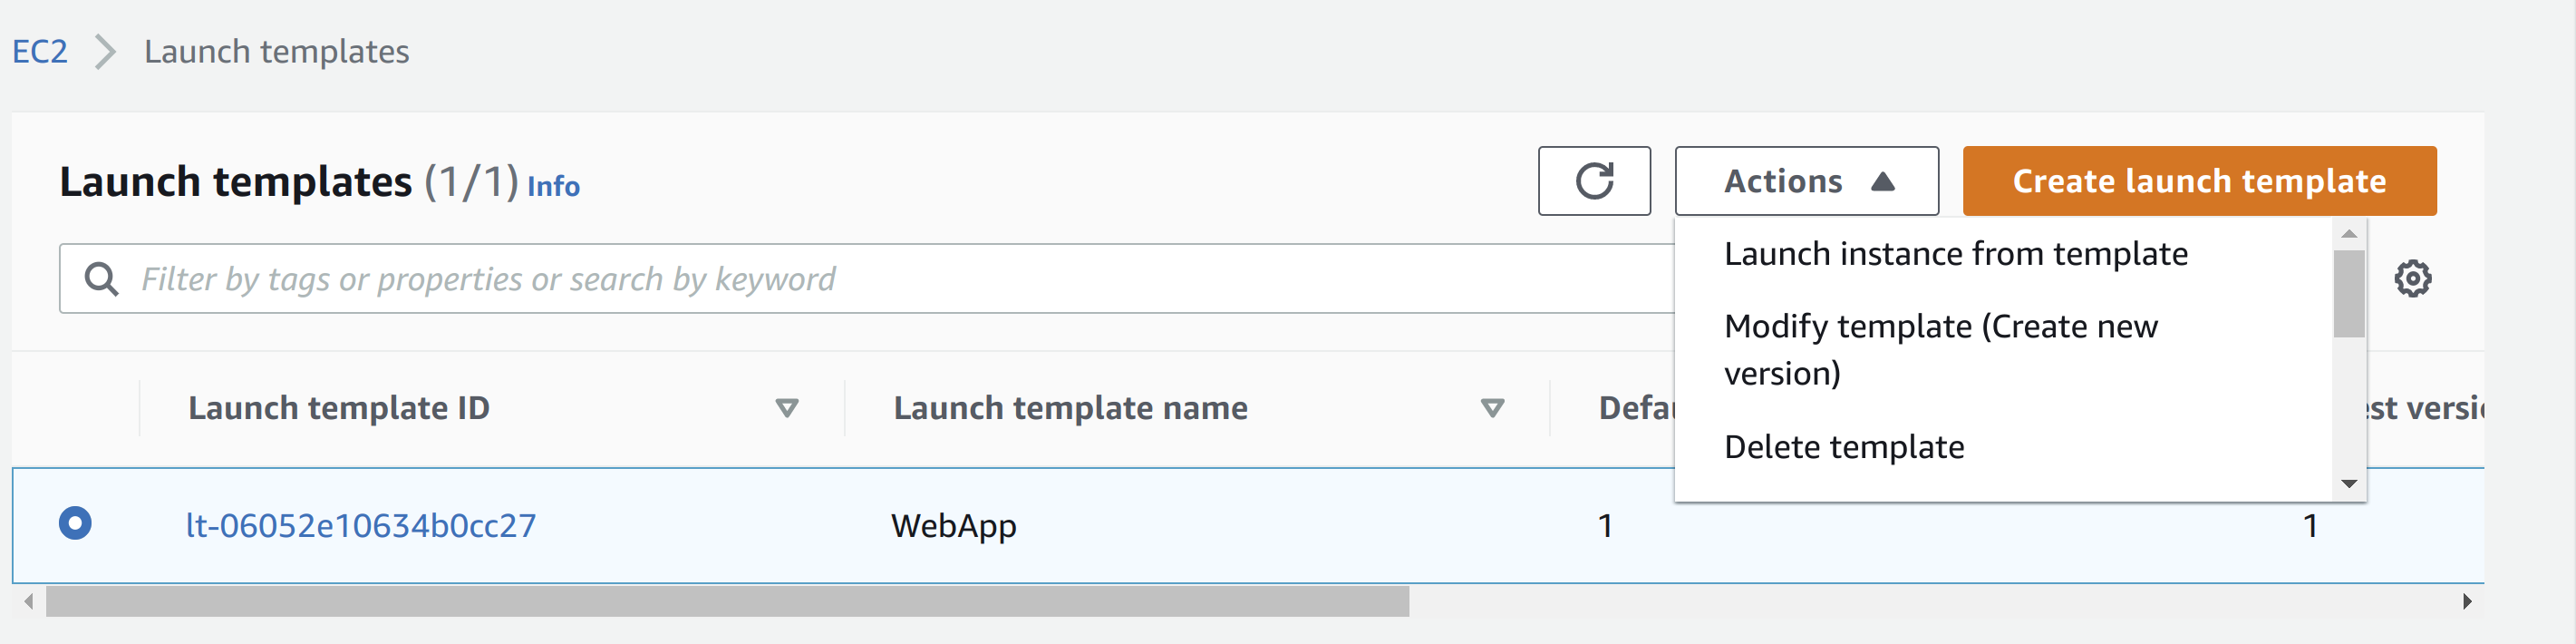 EC2 Launch templates
Launch templates (1/1) Info
Actions
Create launch template
Filter by tags or properties or search by keyword
Launch instance from template
Modify template (Create new
version)
Delete template
Launch template ID
Launch template name
lt-06052e10634b0cc27
WebApp
1
1